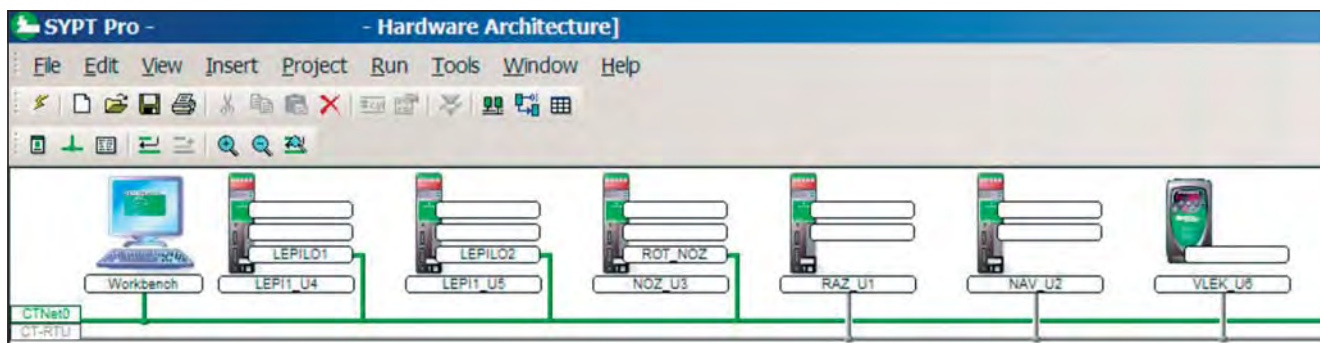 SYPT Pro - - Hardware Architecture]
File Edit View Insert Project Run Tools Window Help
LEPILO1 LEPILO2 ROT_NOZ
Workbench LEPI1_U4 LEPI1_U5 NOZ_U3 RAZ_U1 NAV_U2 VLEK_U6
CTNet0
CT-RTU